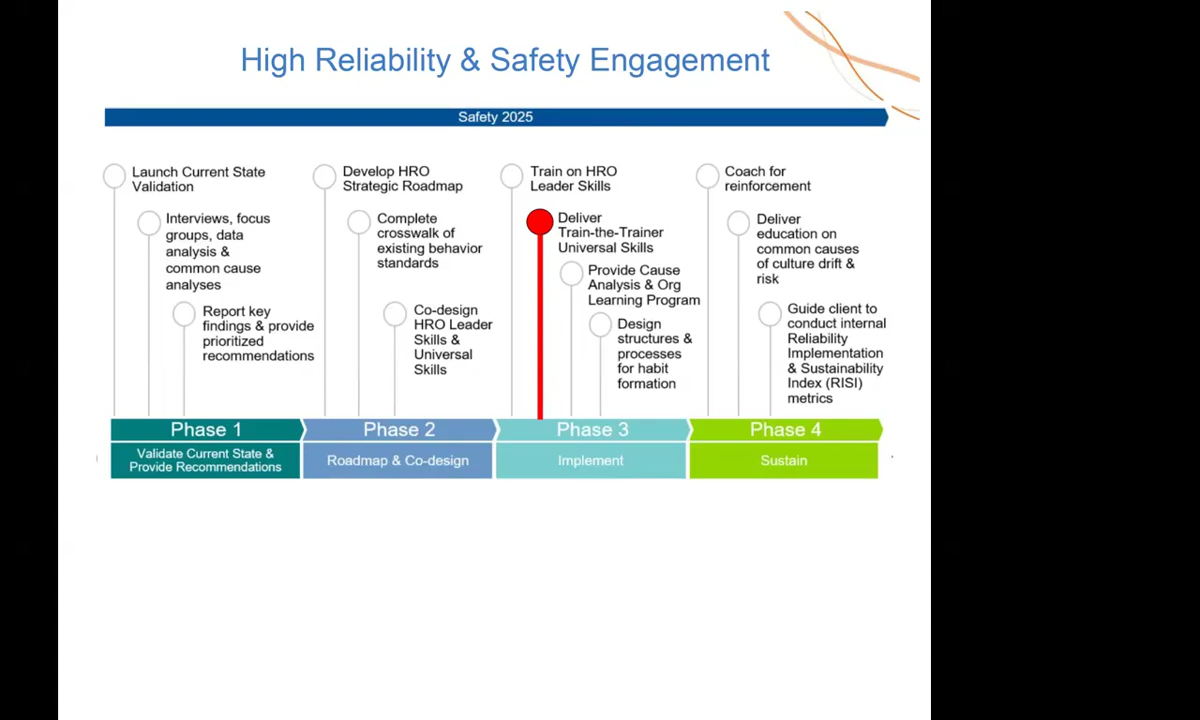 High Reliability & Safety Engagement
Safety 2025
Launch Current State
Validation
Interviews, focus
groups, data
analysis &
common cause
analyses
Report key
findings & provide
prioritized
recommendations
Develop HRO
Strategic Roadmap
Complete
crosswalk of
existing behavior
standards
Co-design
HRO Leader
Skills &
Universal
Skills
Train on HRO
Leader Skills
Deliver
Train-the-Trainer
Universal Skills
Provide Cause
Analysis & Org
Learning Program
Design
structures &
processes
for habit
formation
Coach for
reinforcement
Deliver
education on
common causes
of culture drift &
risk
Guide client to
conduct internal
Reliability
Implementation
& Sustainability
Index (RISI)
metrics
Phase 1
Validate Current State &
Provide Recommendations
Phase 2
Roadmap & Co-design
Phase 3
Implement
Phase 4
Sustain